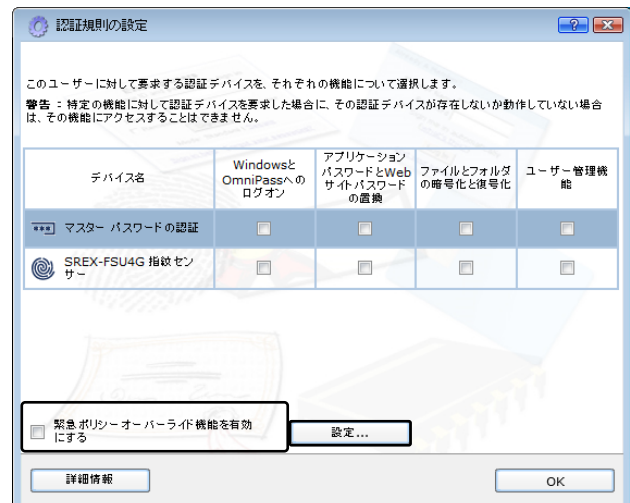 認証規則の設定
このユーザーに対して要求する認証デバイスを、それぞれの機能について選択します。
警告 : 特定の機能に対して認証デバイスを要求した場合に、その認証デバイスが存在しないか動作していない場合
は、その機能にアクセスすることはできません。
デバイス名
Windowsと
OmniPassへの
ログオン
アプリケーション
パスワードとWeb
サイトパスワード
の置換
ファイルとフォルダ
の暗号化と復号化
ユーザー管理機
能
マスター パスワードの認証
SREX-FSU4G 指紋セン
サー
緊急ポリシーオーバーライド機能を有効
にする
設定...
詳細情報
OK